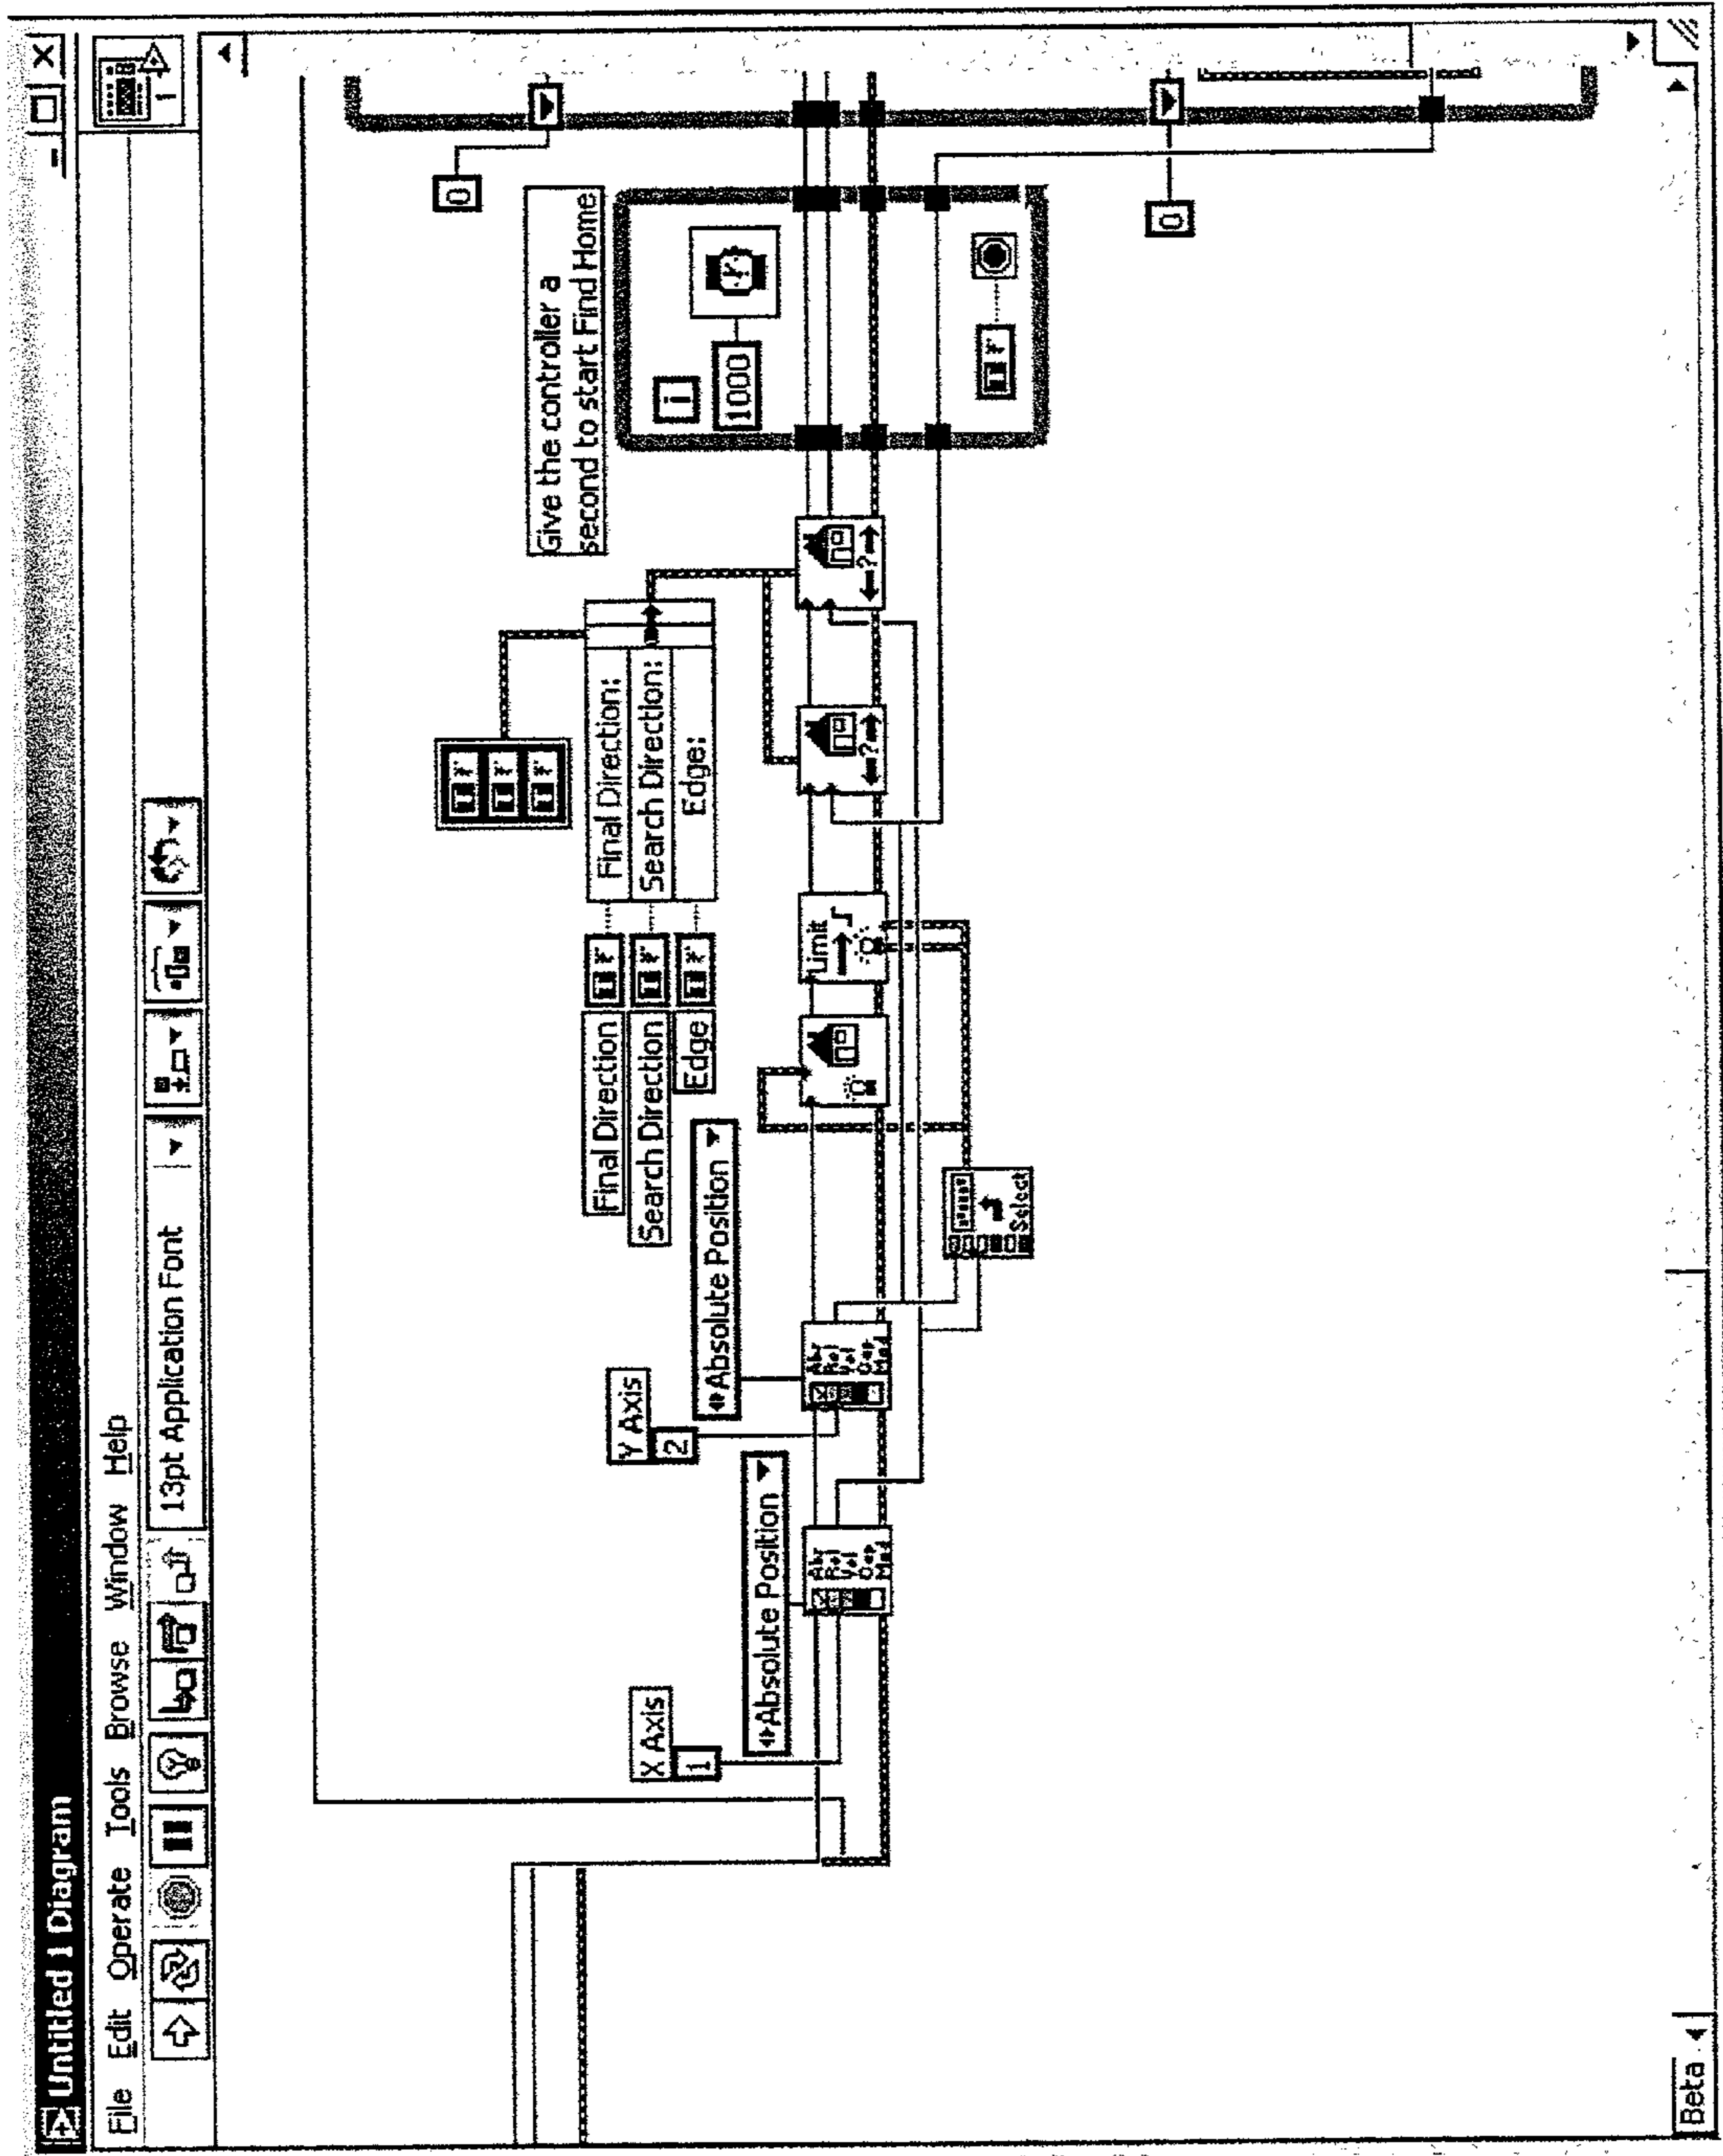 Untitled 1 Diagram
File Edit Operate Tools Browse Window Help
13pt Application Font
1
0
Give the controller a
second to start Find Home
Final Direction
Final Direction:
Search Direction
Search Direction:
Edge
Edge:
i
1000
X Axis
1
Absolute Position
Y Axis
2
Absolute Position
Limit
?
?
Select
0
Beta